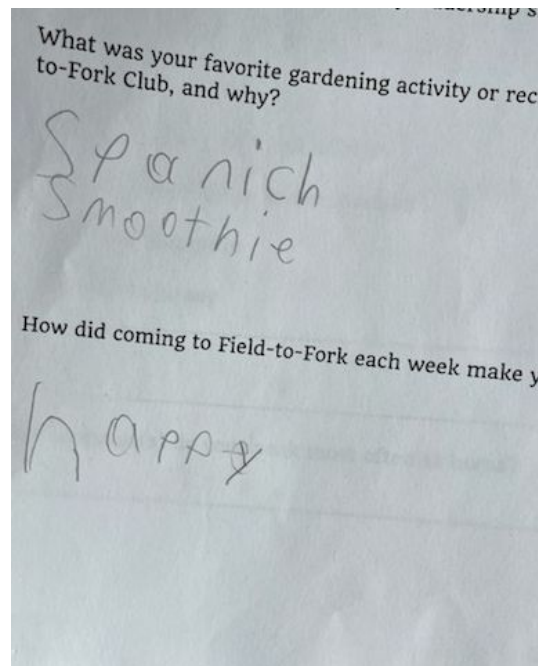 What was your favorite gardening activity or rec
to-Fork Club, and why?
Spanich
Smoothie
How did coming to Field-to-Fork each week make y
happy